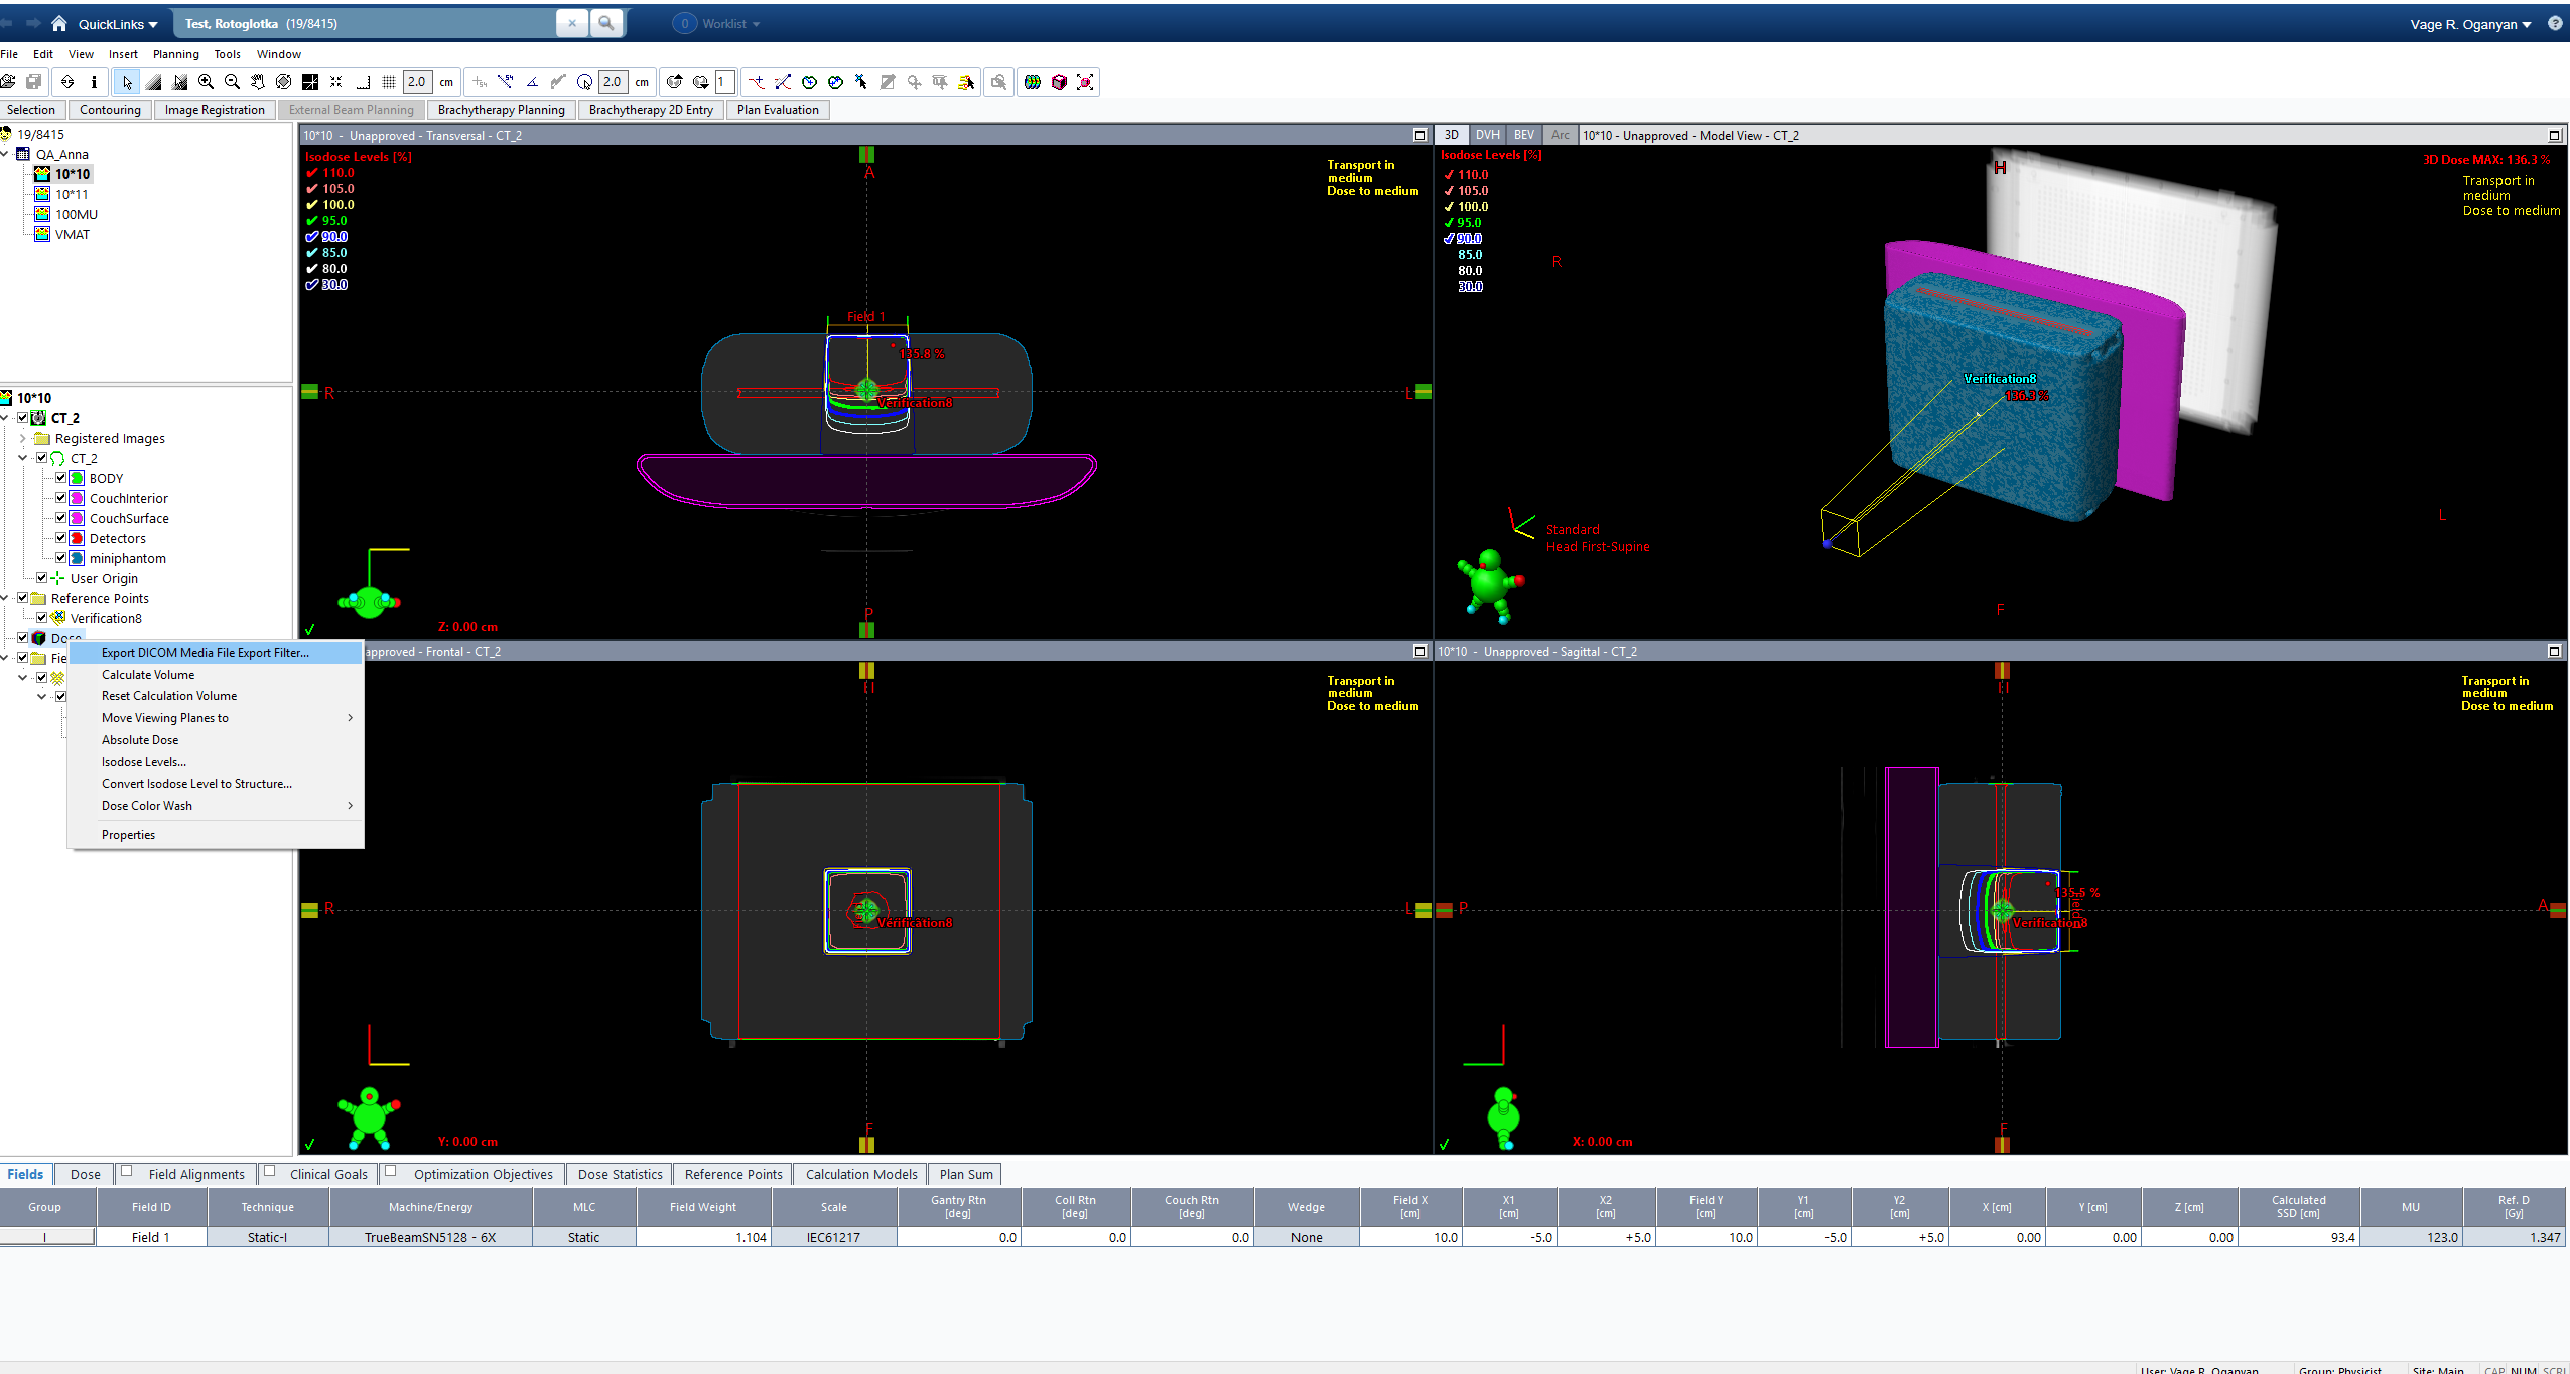 QuickLinks
Test, Rotoglotka (19/8415)
0 Worklist
Vage R. Oganyan
File Edit View Insert Planning Tools Window
2.0 cm
2.0 cm
1
Selection Contouring Image Registration External Beam Planning Brachytherapy Planning Brachytherapy 2D Entry Plan Evaluation
19/8415
QA_Anna
10*10
10*11
100MU
VMAT
10*10
CT_2
Registered Images
CT_2
BODY
CouchInterior
CouchSurface
Detectors
miniphantom
User Origin
Reference Points
Verification8
Dose
Fie
Export DICOM Media File Export Filter...
Calculate Volume
Reset Calculation Volume
Move Viewing Planes to
Absolute Dose
Isodose Levels...
Convert Isodose Level to Structure...
Dose Color Wash
Properties
10*10 - Unapproved - Transversal - CT_2
Isodose Levels [%]
110.0
105.0
100.0
95.0
90.0
85.0
80.0
30.0
Transport in
medium
Dose to medium
A
Field 1
135.8 %
R
L
Verification8
P
Z: 0.00 cm
3D DVH BEV Arc 10*10 - Unapproved - Model View - CT_2
Isodose Levels [%]
110.0
105.0
100.0
95.0
90.0
85.0
80.0
30.0
H
3D Dose MAX: 136.3 %
Transport in
medium
Dose to medium
R
Verification8
136.3 %
L
Standard
Head First-Supine
F
approved - Frontal - CT_2
Transport in
medium
Dose to medium
H
R
L
Verification8
F
Y: 0.00 cm
10*10 - Unapproved - Sagittal - CT_2
Transport in
medium
Dose to medium
H
135.5 %
P
A
Verification8
F
X: 0.00 cm
Fields Dose Field Alignments Clinical Goals Optimization Objectives Dose Statistics Reference Points Calculation Models Plan Sum
Group Field ID Technique Machine/Energy MLC Field Weight Scale Gantry Rtn [deg] Coll Rtn [deg] Couch Rtn [deg] Wedge Field X [cm] X1 [cm] X2 [cm] Field Y [cm] Y1 [cm] Y2 [cm] X [cm] Y [cm] Z [cm] Calculated SSD [cm] MU Ref. D [Gy]
I Field 1 Static-I TrueBeamSN5128 - 6X Static 1.104 IEC61217 0.0 0.0 0.0 None 10.0 -5.0 +5.0 10.0 -5.0 +5.0 0.00 0.00 0.00 93.4 123.0 1.347
User: Vage R. Oganyan Group: Physicist Site: Main CAP NUM SCRL